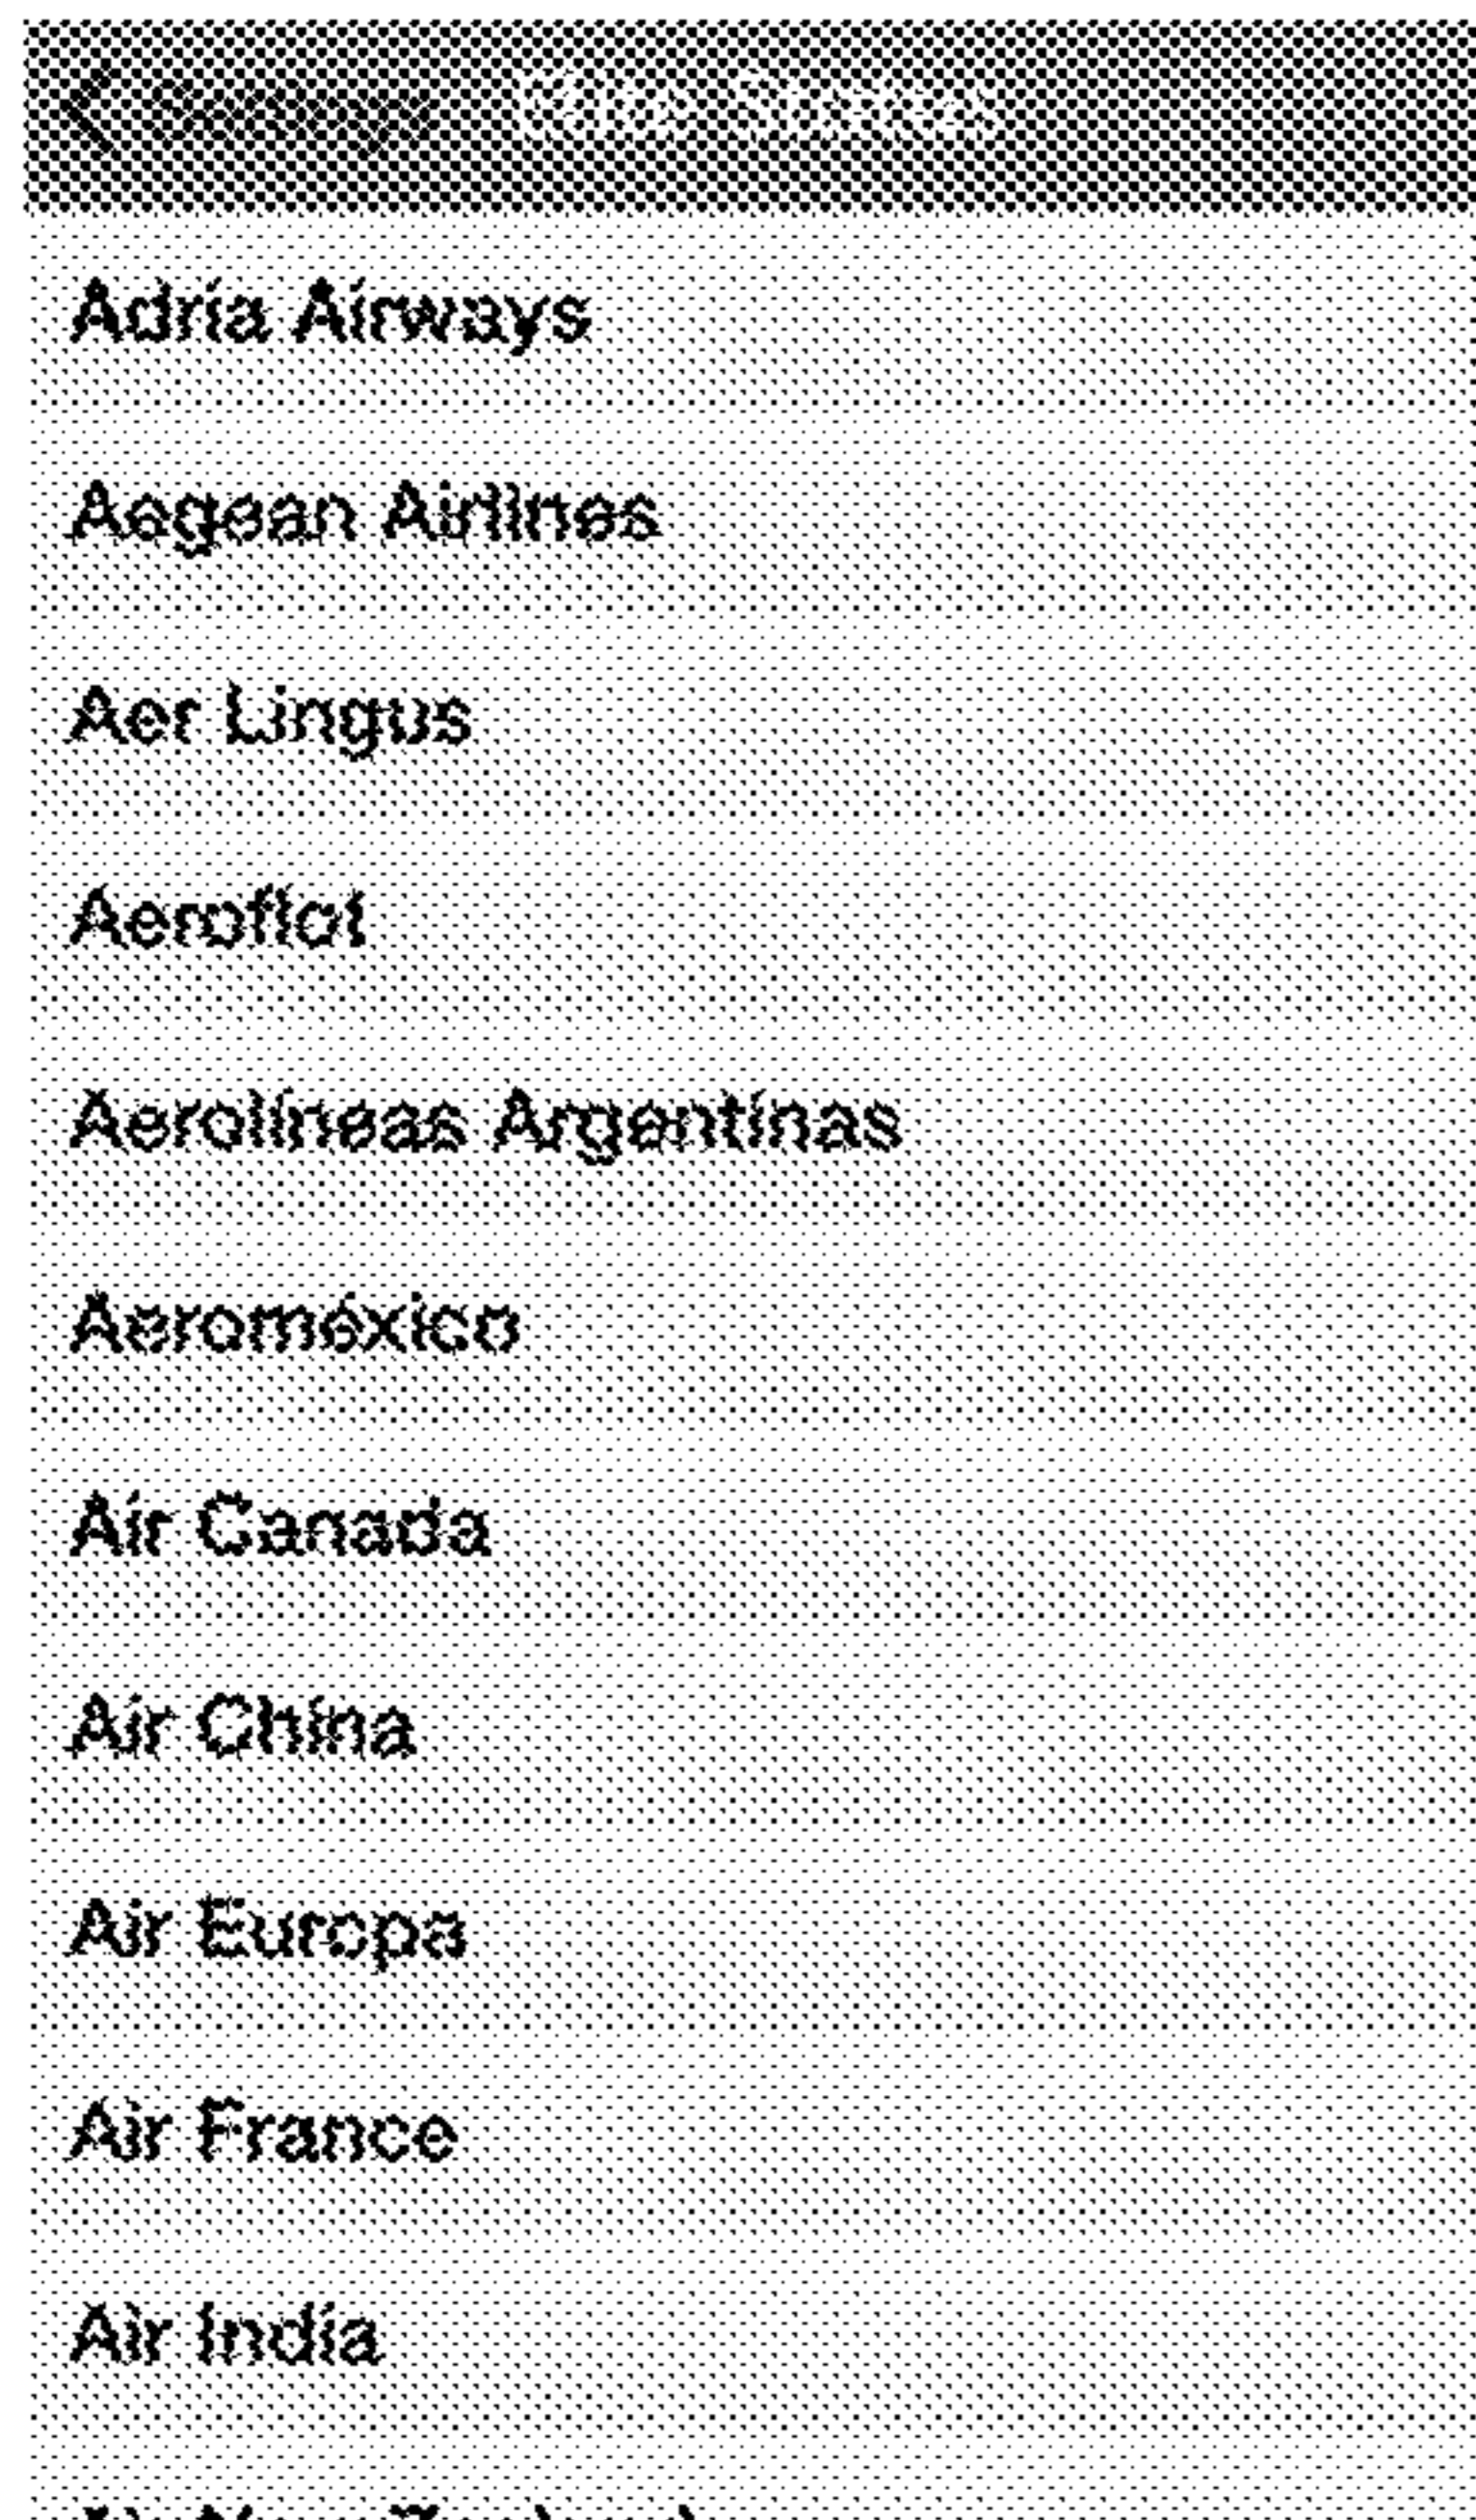 Settings
Adria Airways
Aegean Airlines
Aer Lingus
Aeroflot
Aerolíneas Argentinas
Aeroméxico
Air Canada
Air China
Air Europa
Air France
Air India